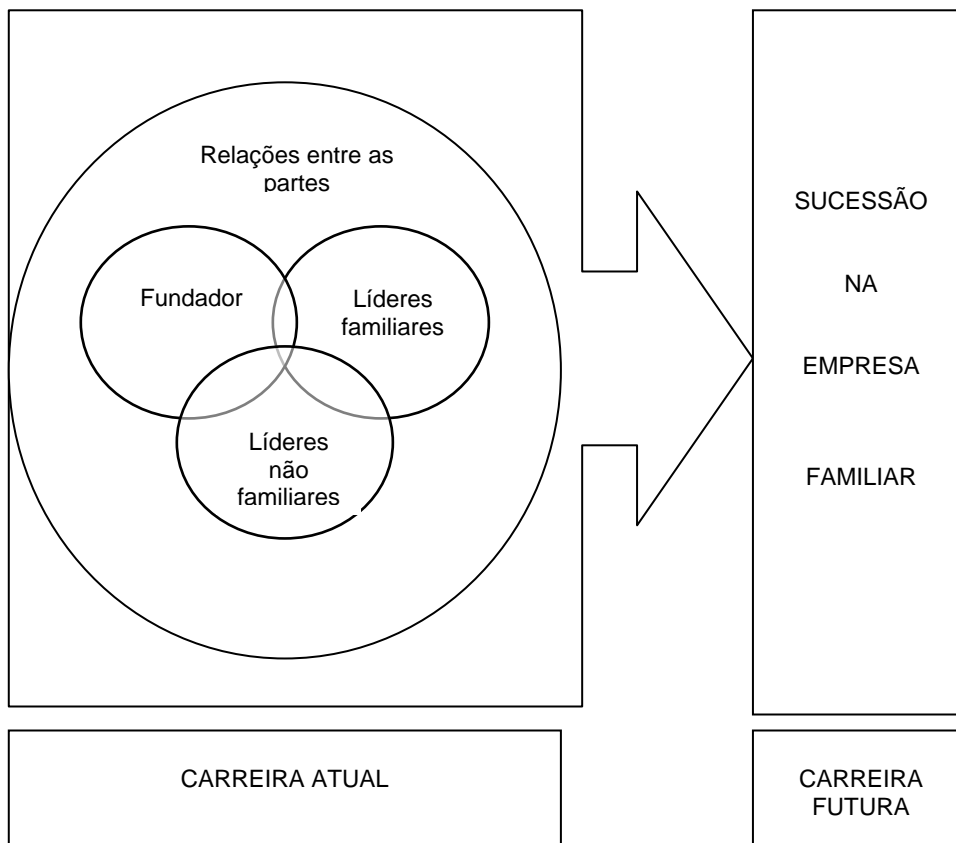 Relações entre as
partes
Fundador
Líderes
familiares
Líderes
não
familiares
SUCESSÃO
NA
EMPRESA
FAMILIAR
CARREIRA ATUAL
CARREIRA
FUTURA